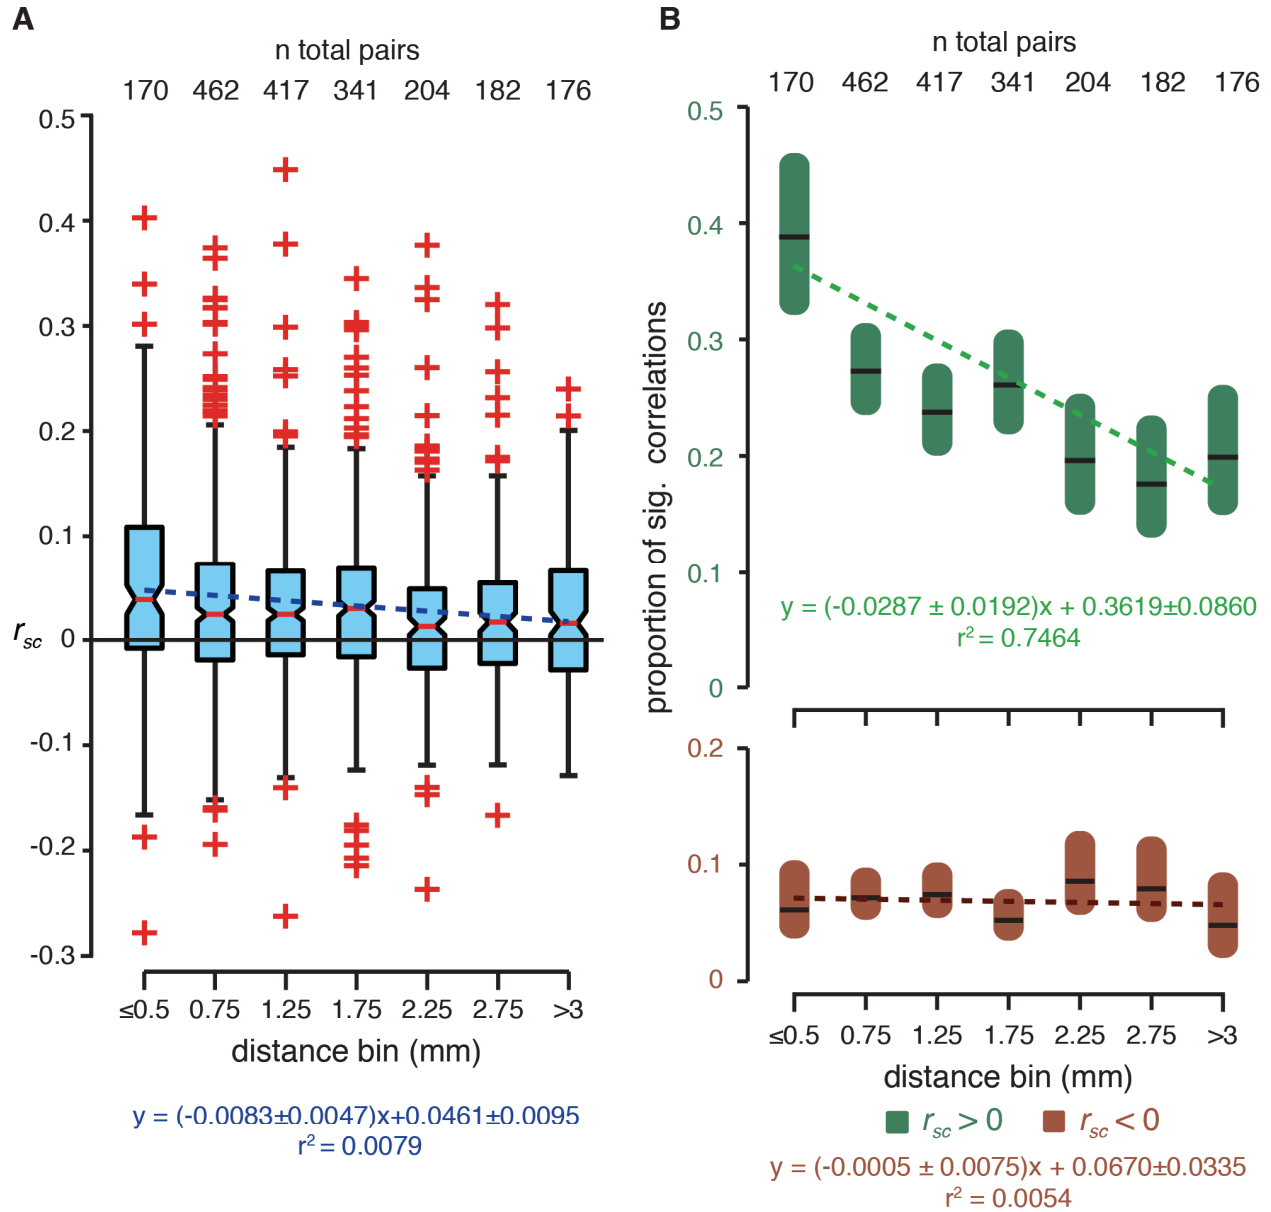 A
n total pairs
170 462 417 341 204 182 176
0.5
0.4
0.3
0.2
0.1
rsc 0
-0.1
-0.2
-0.3
≤0.5 0.75 1.25 1.75 2.25 2.75 >3
distance bin (mm)
y = (-0.0083±0.0047)x+0.0461±0.0095
r² = 0.0079
B
n total pairs
170 462 417 341 204 182 176
proportion of sig. correlations
0.5
0.4
0.3
0.2
0.1
0
y = (-0.0287 ± 0.0192)x + 0.3619±0.0860
r² = 0.7464
0.2
0.1
0
≤0.5 0.75 1.25 1.75 2.25 2.75 >3
distance bin (mm)
rsc > 0 rsc < 0
y = (-0.0005 ± 0.0075)x + 0.0670±0.0335
r² = 0.0054